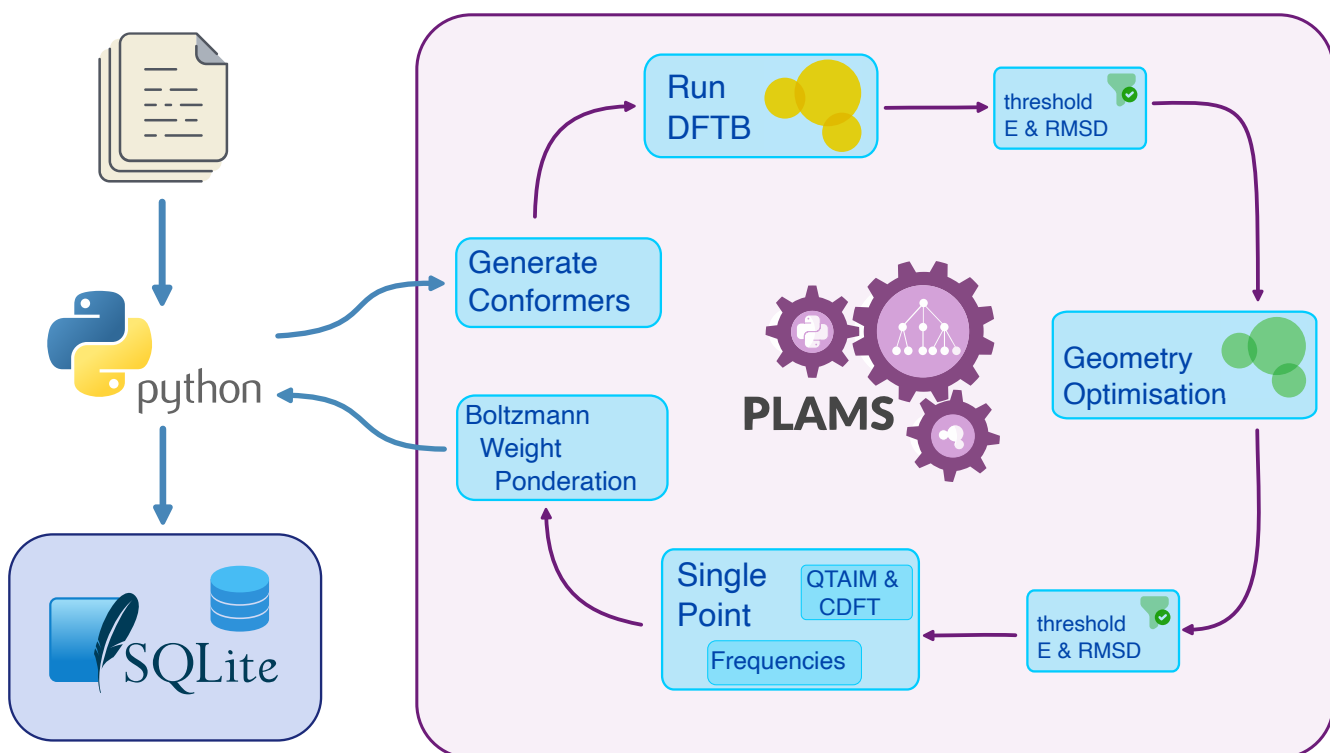 Run
DFTB
threshold
E & RMSD
Generate
Conformers
python
Geometry
Optimisation
PLAMS
Boltzmann
Weight
Ponderation
Single
Point
QTAIM &
CDFT
Frequencies
threshold
E & RMSD
SQLite